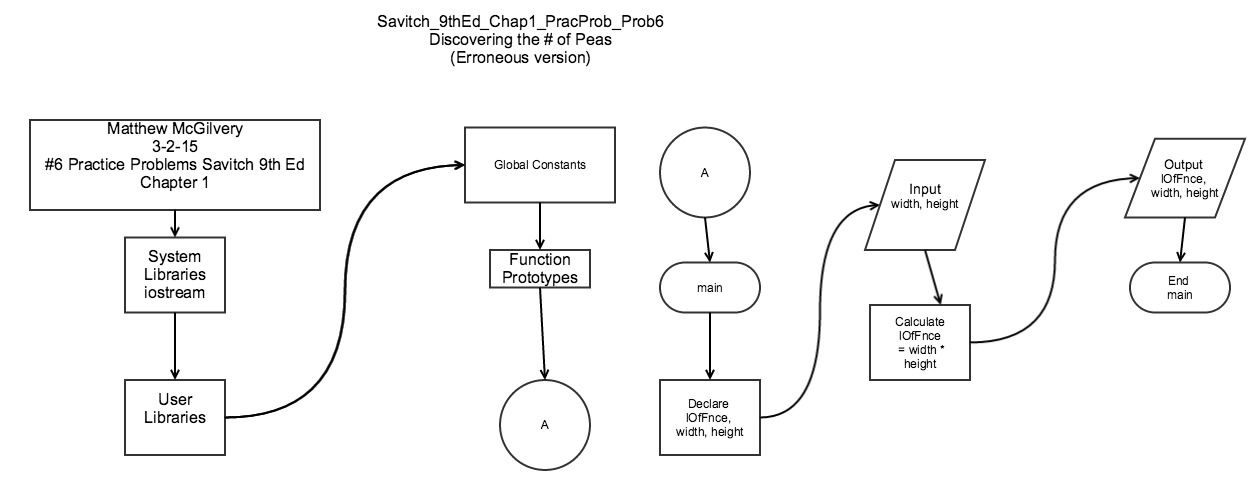 Savitch_9thEd_Chap1_PracProb_Prob6
Discovering the # of Peas
(Erroneous version)
Matthew McGilvery
3-2-15
#6 Practice Problems Savitch 9th Ed
Chapter 1
System
Libraries
iostream
User
Libraries
Global Constants
Function
Prototypes
A
A
main
Declare
lOfFnce,
width, height
Input
width, height
Calculate
lOfFnce
= width *
height
Output
lOfFnce,
width, height
End
main